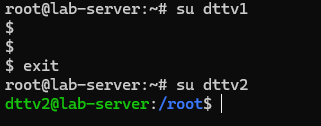 root@lab-server:~# su dttv1
$
$
$ exit
root@lab-server:~# su dttv2
dttv2@lab-server:/root$